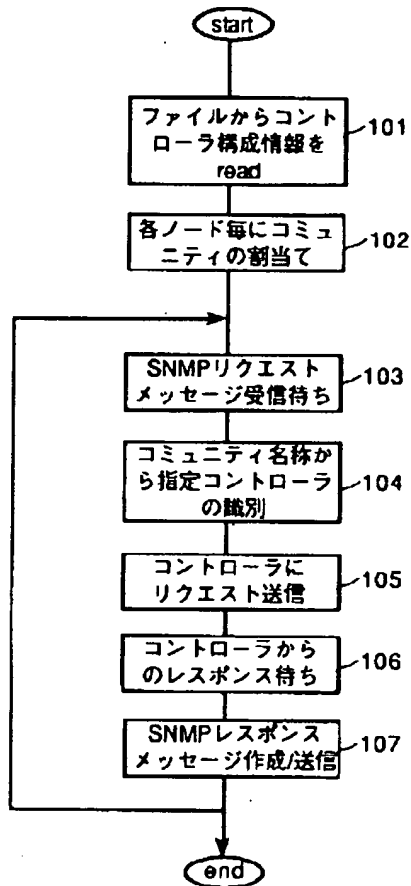 start
ファイルからコント
ローラ構成情報を
read
101
各ノード毎にコミュ
ニティの割当て
102
SNMPリクエスト
メッセージ受信待ち
103
コミュニティ名称か
ら指定コントローラ
の識別
104
コントローラに
リクエスト送信
105
コントローラから
のレスポンス待ち
106
SNMPレスポンス
メッセージ作成/送信
107
end